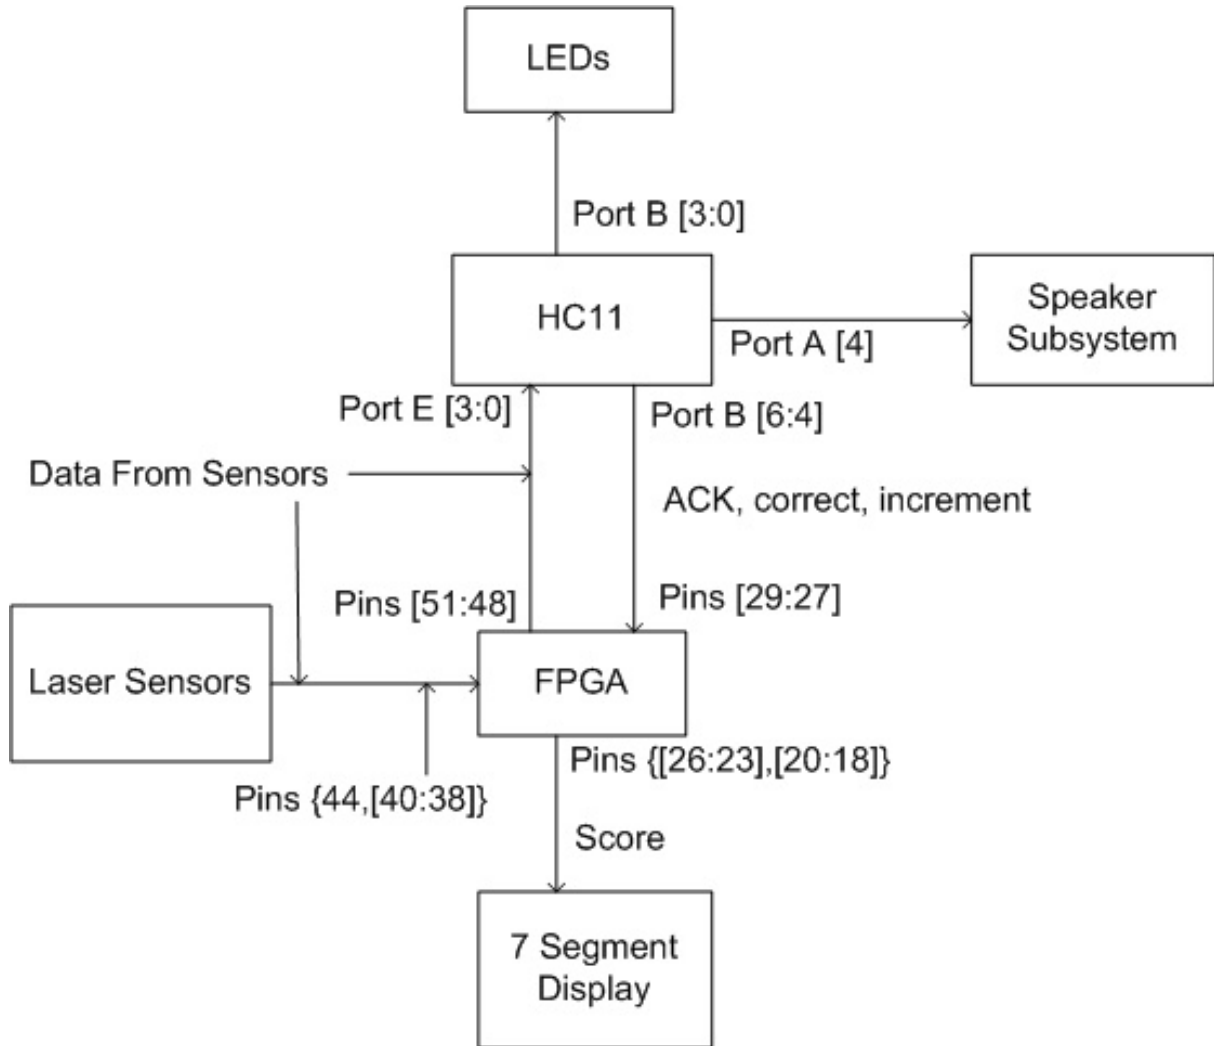 LEDs
Port B [3:0]
HC11
Speaker
Subsystem
Port A [4]
Port E [3:0]
Port B [6:4]
Data From Sensors
ACK, correct, increment
Pins [51:48]
Pins [29:27]
Laser Sensors
FPGA
Pins {[26:23],[20:18]}
Pins {44,[40:38]}
Score
7 Segment
Display